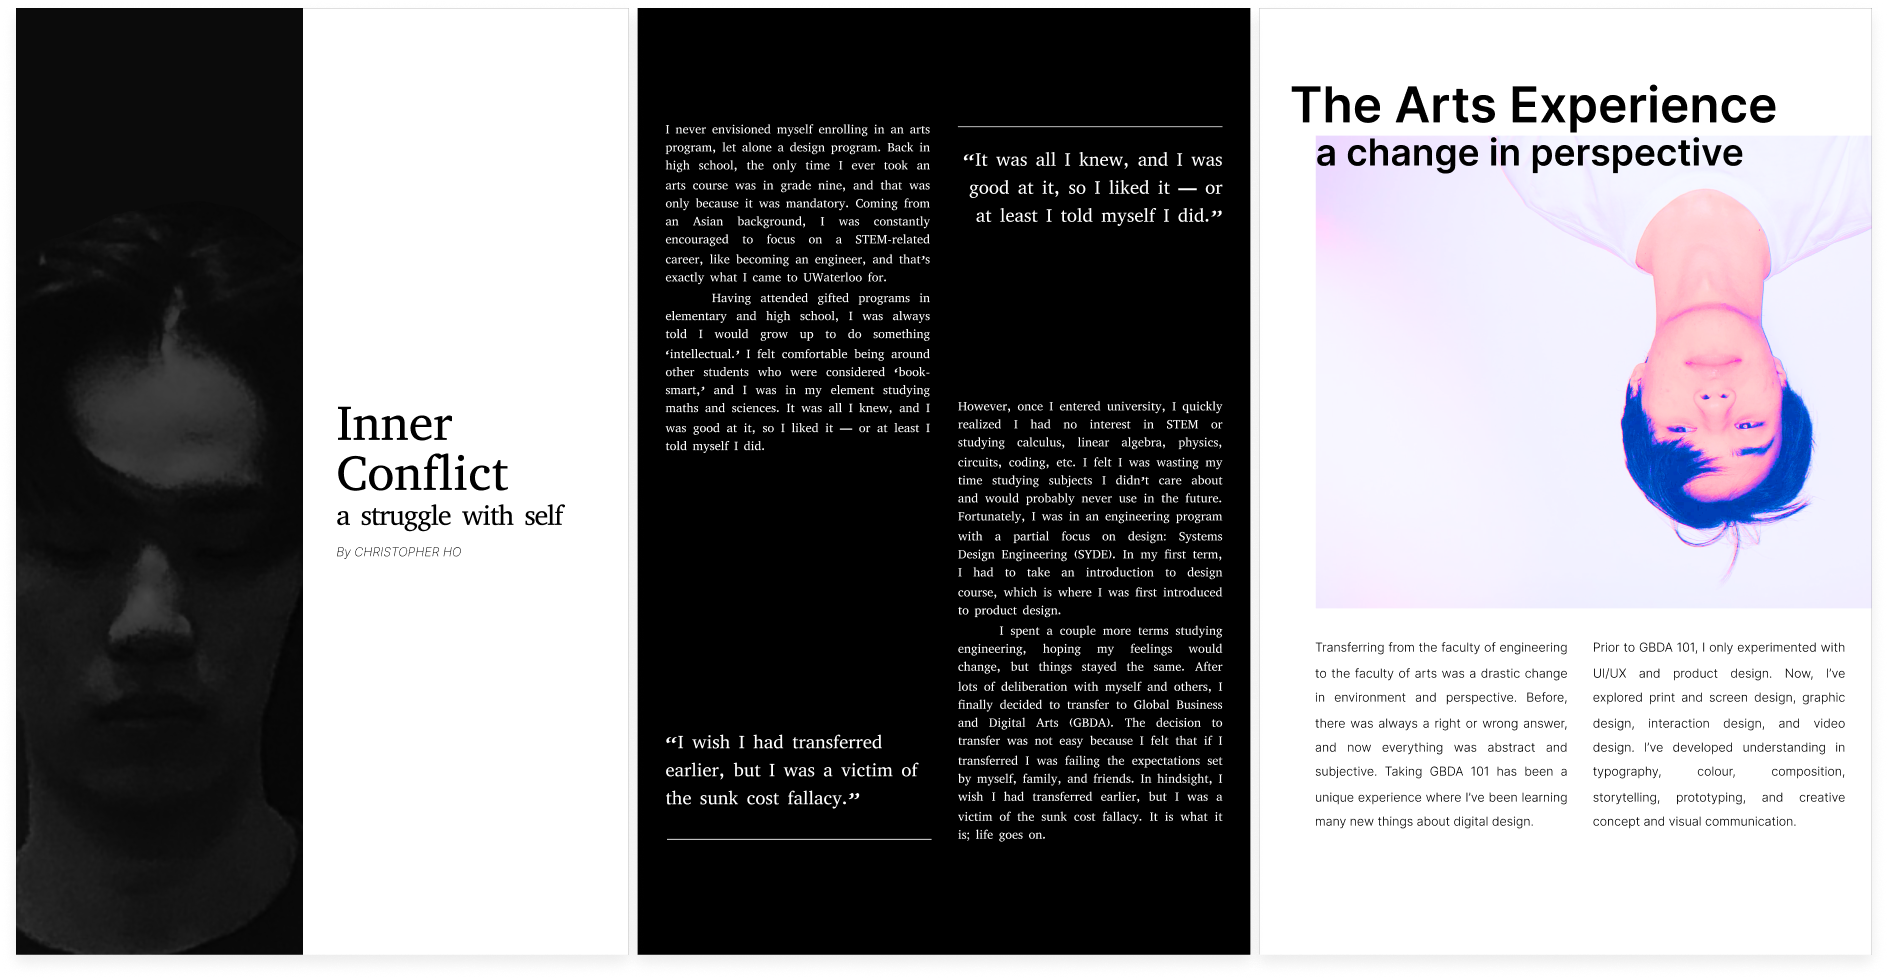 Inner
Conflict
a struggle with self
By CHRISTOPHER HO
I never envisioned myself enrolling in an arts
program, let alone a design program. Back in
high school, the only time I ever took an
arts course was in grade nine, and that was
only because it was mandatory. Coming from
an Asian background, I was constantly
encouraged to focus on a STEM-related
career, like becoming an engineer, and that’s
exactly what I came to UWaterloo for.
Having attended gifted programs in
elementary and high school, I was always
told I would grow up to do something
‘intellectual.’ I felt comfortable being around
other students who were considered ‘book-
smart,’ and I was in my element studying
maths and sciences. It was all I knew, and I
was good at it, so I liked it — or at least I
told myself I did.
“I wish I had transferred
earlier, but I was a victim of
the sunk cost fallacy.”
“It was all I knew, and I was
good at it, so I liked it — or
at least I told myself I did.”
However, once I entered university, I quickly
realized I had no interest in STEM or
studying calculus, linear algebra, physics,
circuits, coding, etc. I felt I was wasting my
time studying subjects I didn’t care about
and would probably never use in the future.
Fortunately, I was in an engineering program
with a partial focus on design: Systems
Design Engineering (SYDE). In my first term,
I had to take an introduction to design
course, which is where I was first introduced
to product design.
I spent a couple more terms studying
engineering, hoping my feelings would
change, but things stayed the same. After
lots of deliberation with myself and others, I
finally decided to transfer to Global Business
and Digital Arts (GBDA). The decision to
transfer was not easy because I felt that if I
transferred I was failing the expectations set
by myself, family, and friends. In hindsight, I
wish I had transferred earlier, but I was a
victim of the sunk cost fallacy. It is what it
is; life goes on.
The Arts Experience
a change in perspective
Transferring from the faculty of engineering
to the faculty of arts was a drastic change
in environment and perspective. Before,
there was always a right or wrong answer,
and now everything was abstract and
subjective. Taking GBDA 101 has been a
unique experience where I’ve been learning
many new things about digital design.
Prior to GBDA 101, I only experimented with
UI/UX and product design. Now, I’ve
explored print and screen design, graphic
design, interaction design, and video
design. I’ve developed understanding in
typography, colour, composition,
storytelling, prototyping, and creative
concept and visual communication.